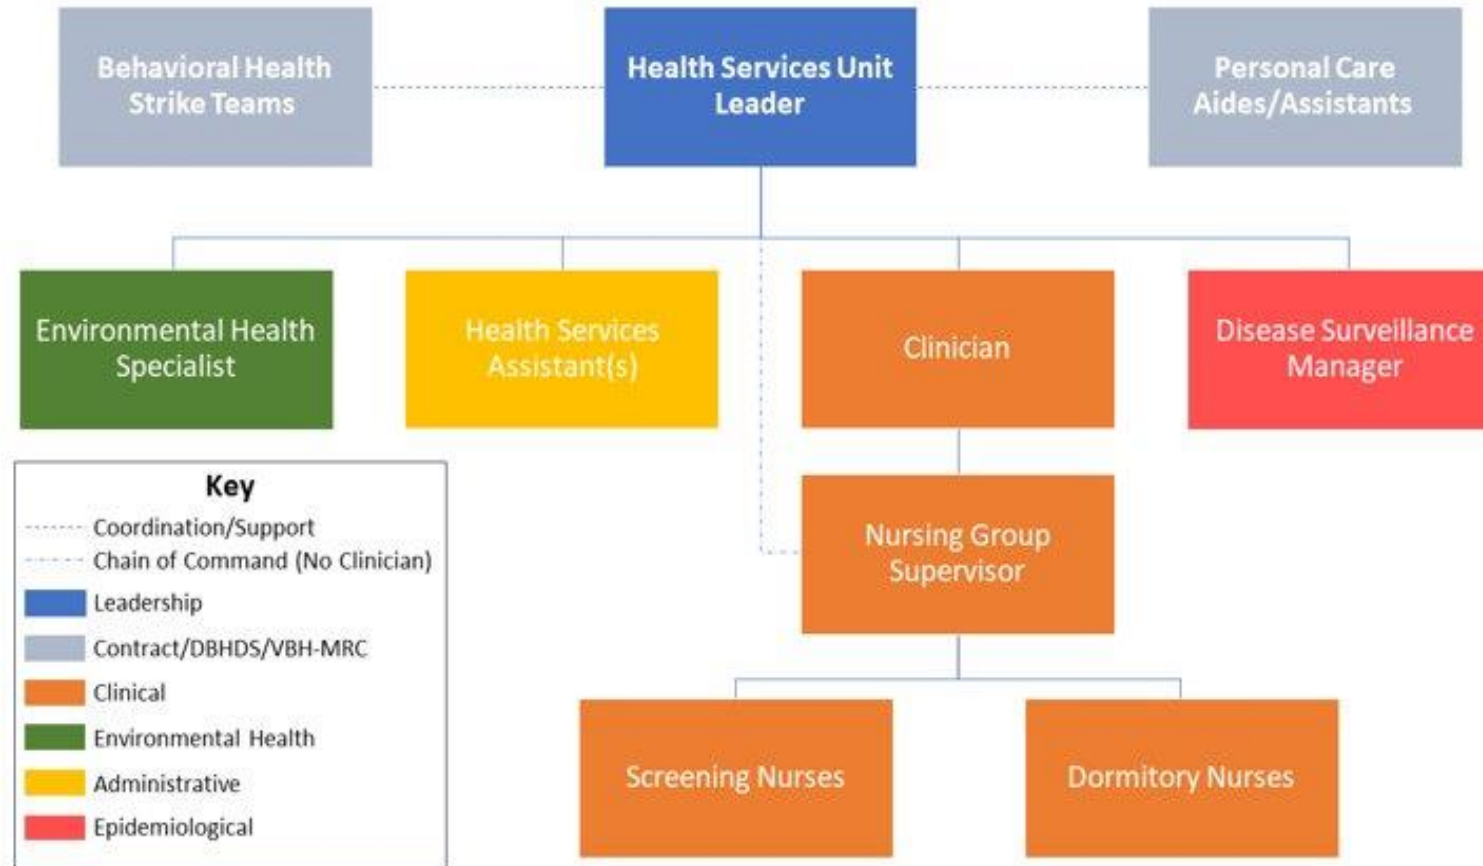 Behavioral Health
Strike Teams
Health Services Unit
Leader
Personal Care
Aides/Assistants
Environmental Health
Specialist
Health Services
Assistant(s)
Clinician
Disease Surveillance
Manager
Nursing Group
Supervisor
Screening Nurses
Dormitory Nurses
Key
Coordination/Support
Chain of Command (No Clinician)
Leadership
Contract/DBHDS/VBH-MRC
Clinical
Environmental Health
Administrative
Epidemiological